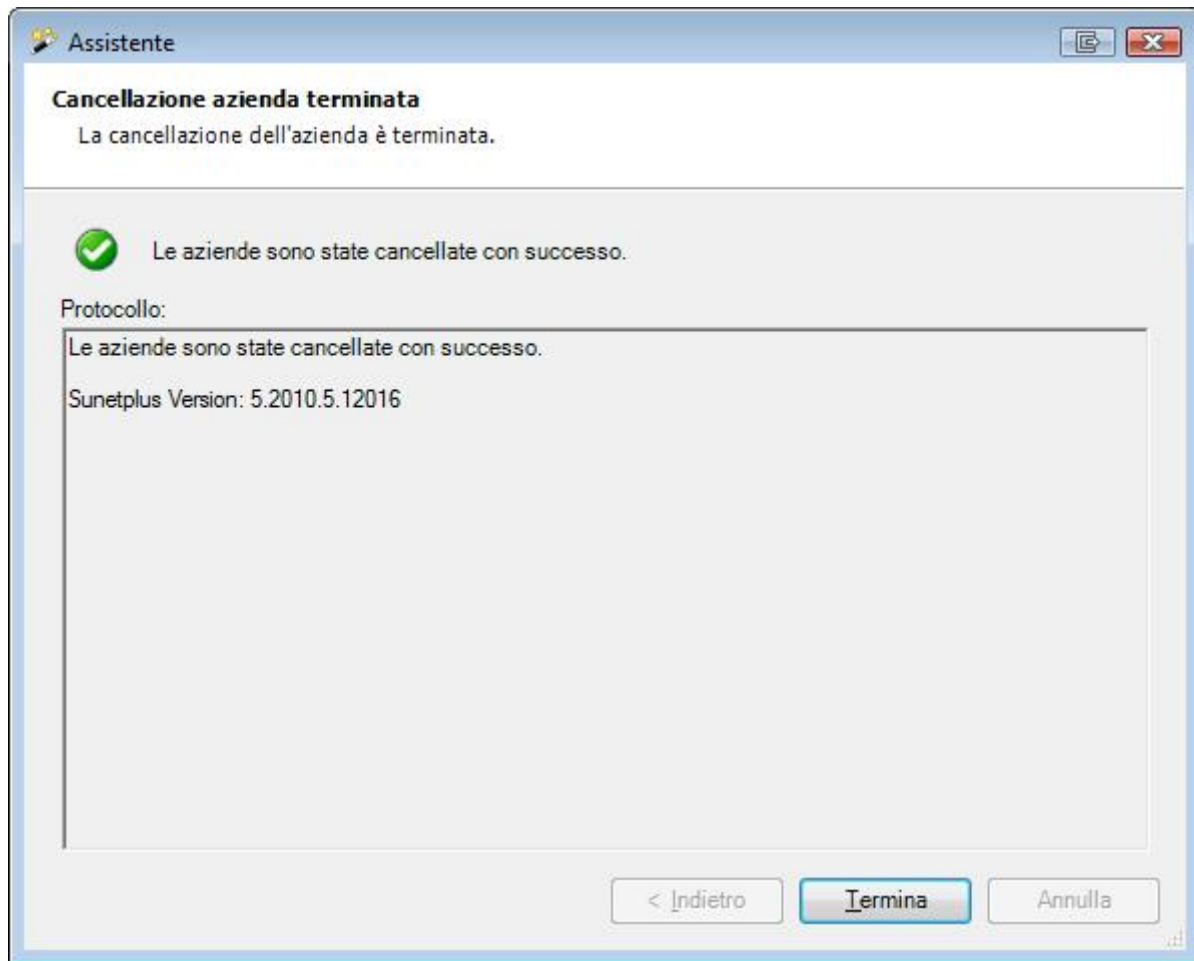 Assistente
Cancellazione azienda terminata
La cancellazione dell'azienda è terminata.
Le aziende sono state cancellate con successo.
Protocollo:
Le aziende sono state cancellate con successo.
Sunetplus Version: 5.2010.5.12016
< Indietro
Termina
Annulla